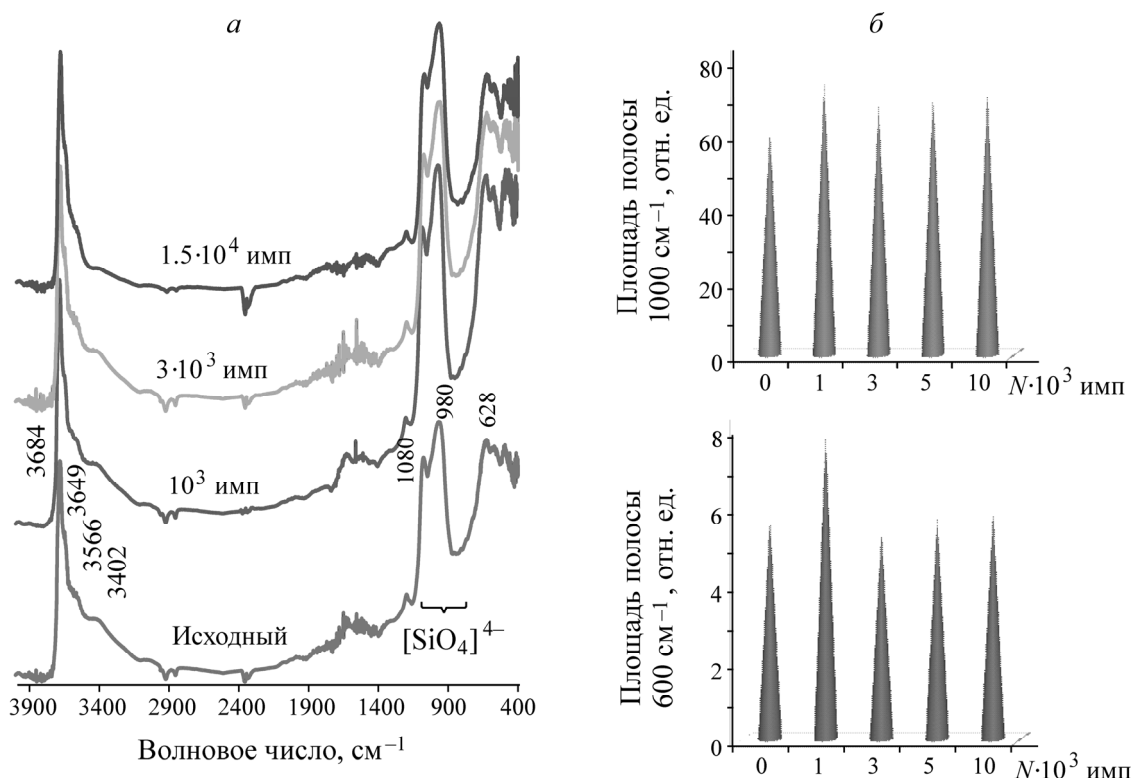 а
1.5·10⁴ имп
3·10³ имп
10³ имп
Исходный
3684
3649
3566
3402
1080
980
628
[SiO₄]⁴⁻
3900 2900 2400 1900 1400 900 400
Волновое число, см⁻¹
б
Площадь полосы
1000 см⁻¹, отн. ед.
80
60
40
20
0
0 1 3 5 10 N·10³ имп
Площадь полосы
600 см⁻¹, отн. ед.
8
6
4
2
0
0 1 3 5 10 N·10³ имп